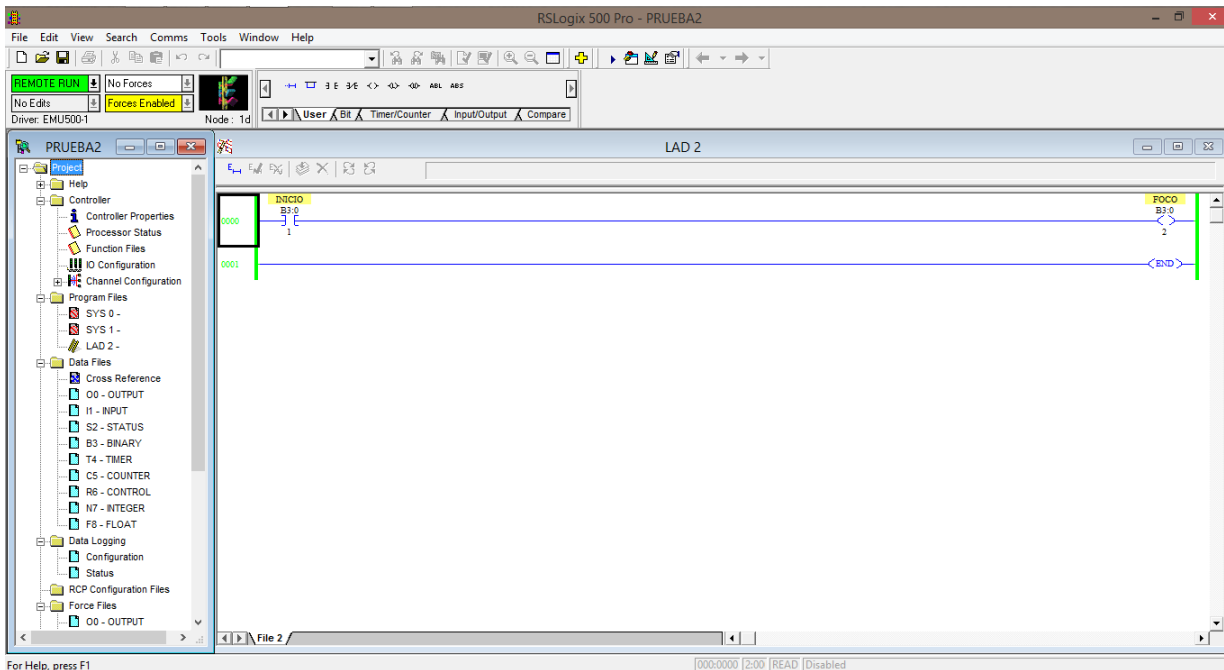 RSLogix 500 Pro - PRUEBA2
File Edit View Search Comms Tools Window Help
REMOTE RUN No Forces
No Edits Forces Enabled
Driver: EMU500-1 Node: 1d
ABL ABS
User Bit Timer/Counter Input/Output Compare
PRUEBA2
Project
Help
Controller
Controller Properties
Processor Status
Function Files
IO Configuration
Channel Configuration
Program Files
SYS 0 -
SYS 1 -
LAD 2 -
Data Files
Cross Reference
O0 - OUTPUT
I1 - INPUT
S2 - STATUS
B3 - BINARY
T4 - TIMER
C5 - COUNTER
R6 - CONTROL
N7 - INTEGER
F8 - FLOAT
Data Logging
Configuration
Status
RCP Configuration Files
Force Files
O0 - OUTPUT
LAD 2
INICIO FOCO
B3:0 B3:0
0000
1 2
0001 END
File 2
For Help, press F1 000:0000 2:00 READ Disabled